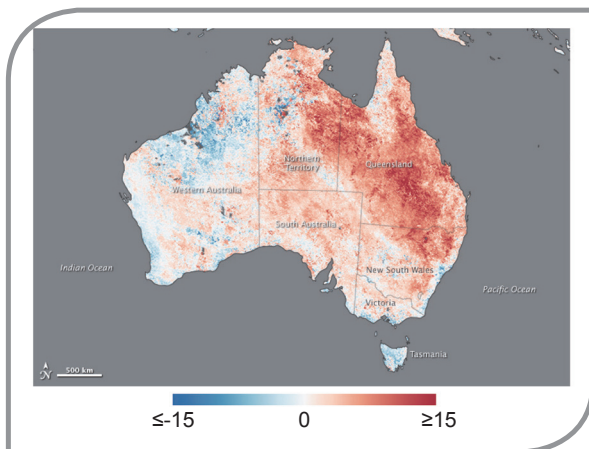 Northern
Territory
Queensland
Western Australia
South Australia
Indian Ocean
New South Wales
Pacific Ocean
Victoria
Tasmania
N
500 km
≤-15
0
≥15